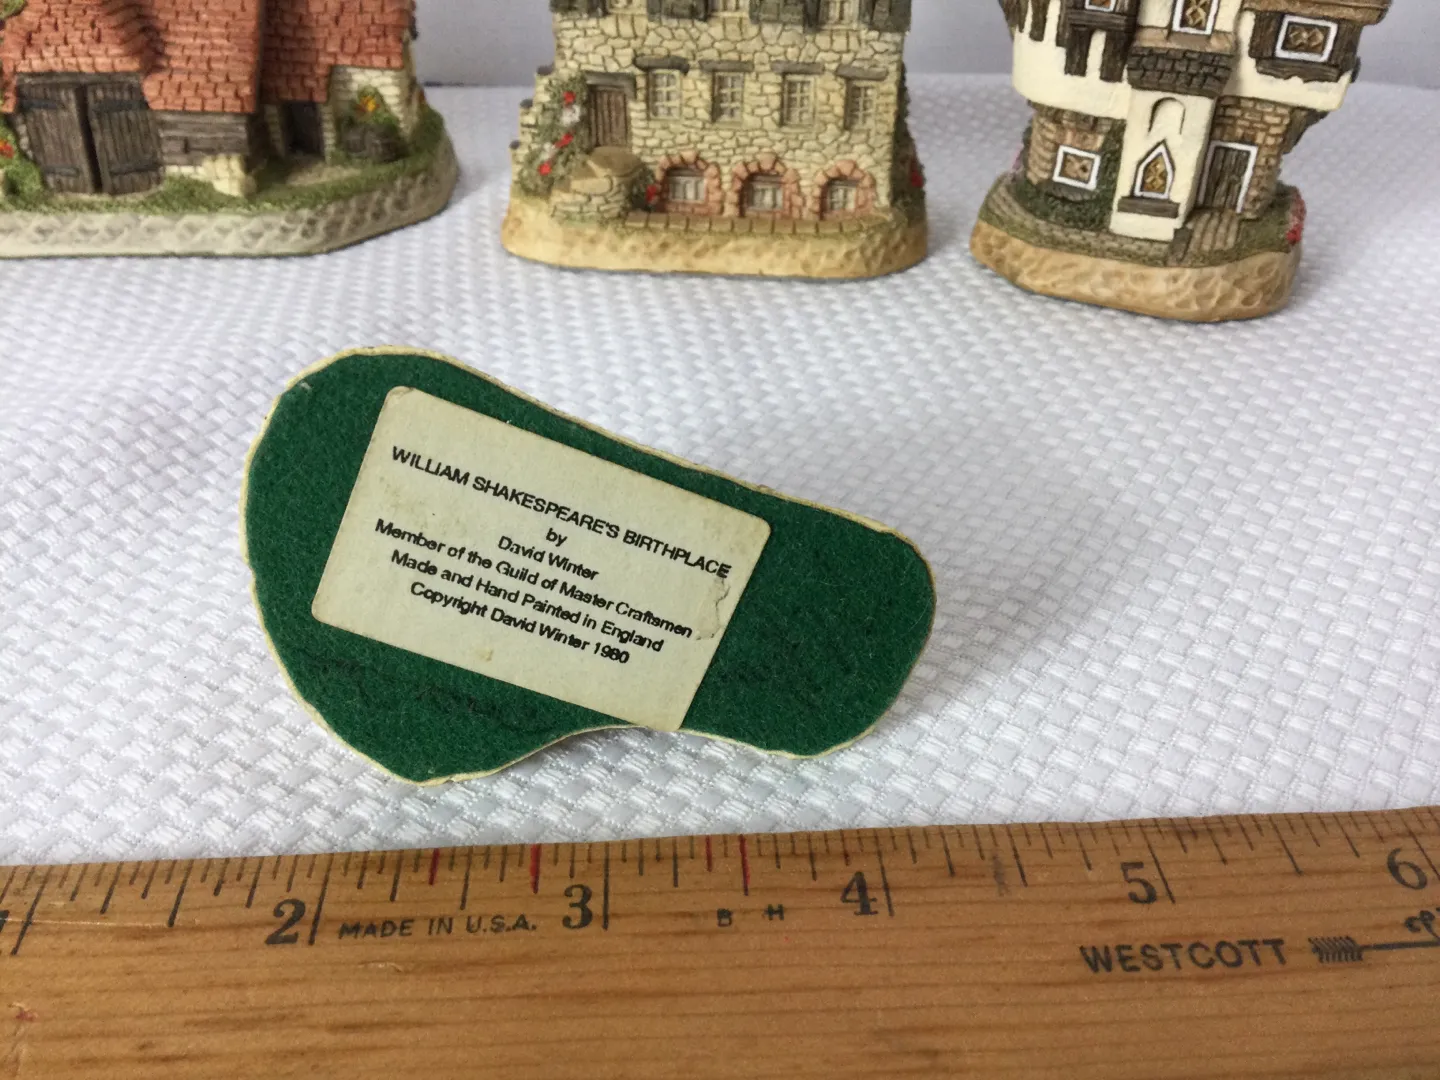 WILLIAM SHAKESPEARE'S BIRTHPLACE
by
David Winter
Member of the Guild of Master Craftsmen
Made and Hand Painted in England
Copyright David Winter 1980
1 2 3 4 5 6
MADE IN U.S.A. B H
WESTCOTT